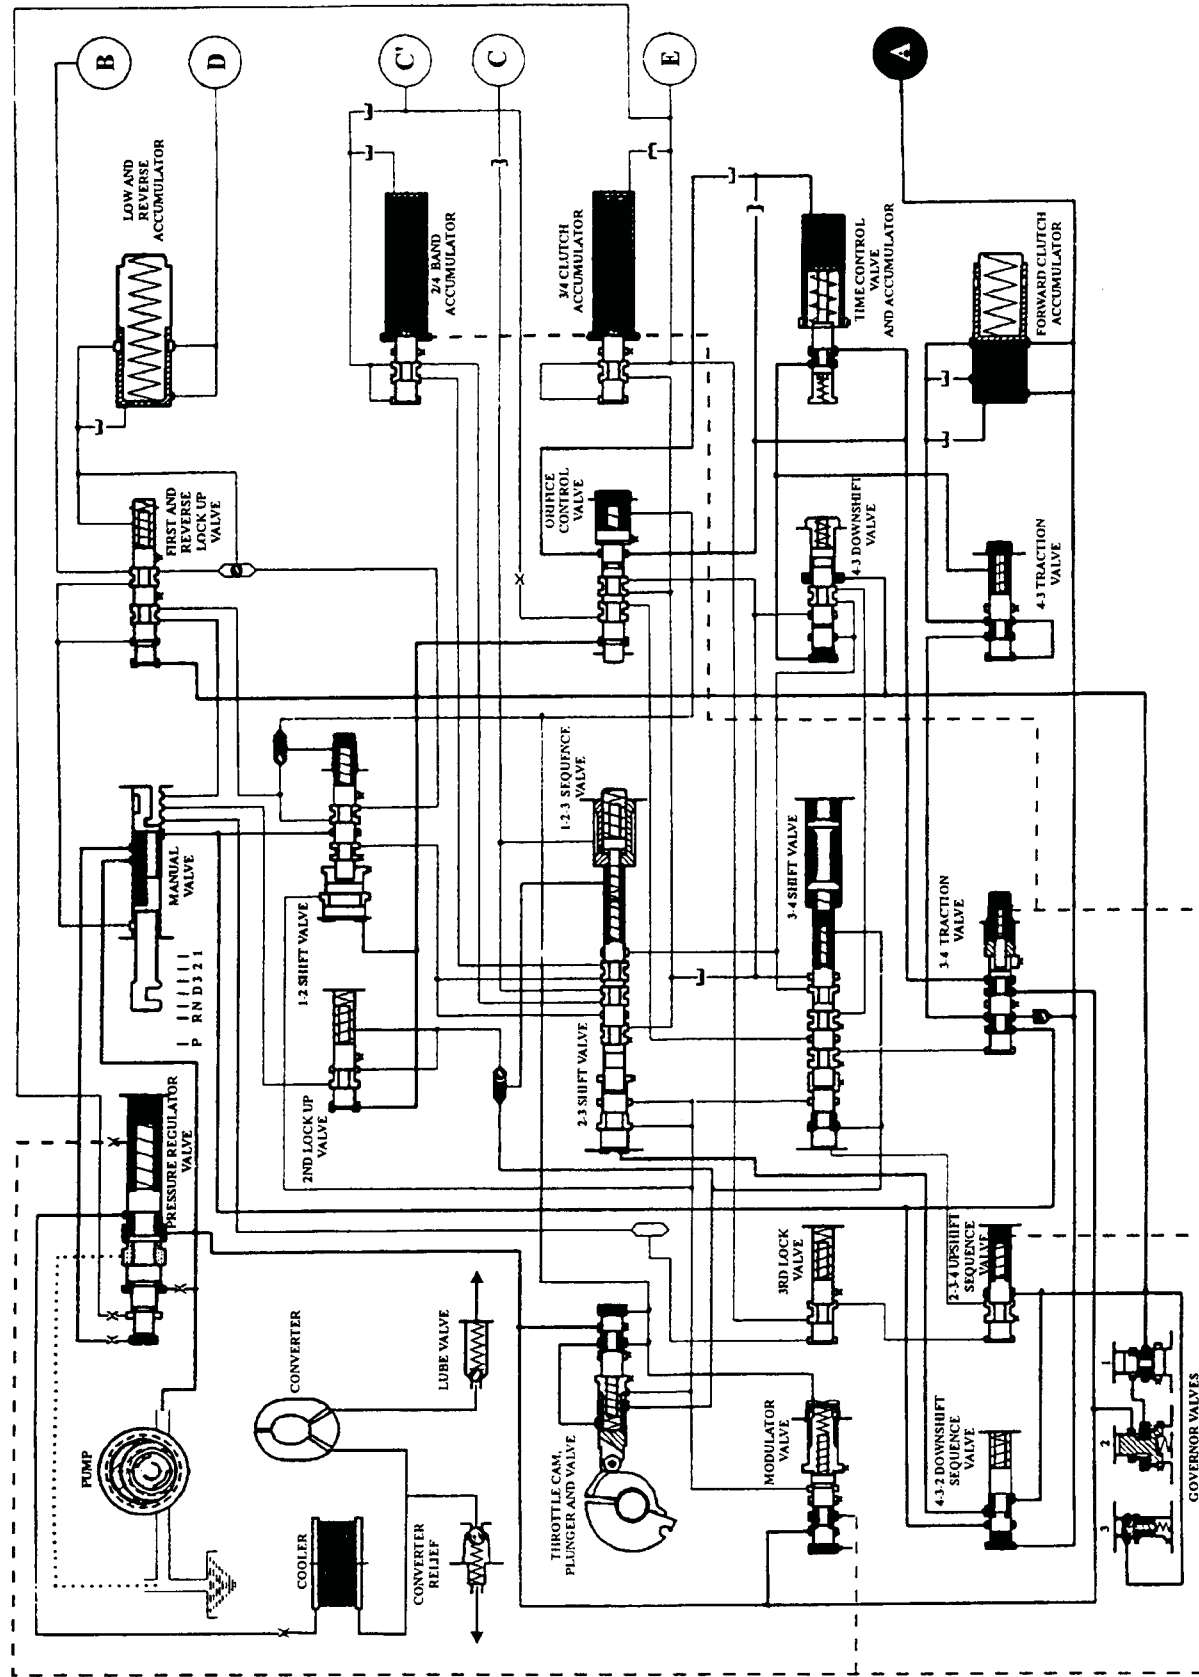 B
D
C'
C
E
A
LOW AND
REVERSE
ACCUMULATOR
2/4 BAND
ACCUMULATOR
3/4 CLUTCH
ACCUMULATOR
TIME CONTROL
VALVE
AND ACCUMULATOR
FORWARD CLUTCH
ACCUMULATOR
FIRST AND
REVERSE
LOCK UP
VALVE
ORIFICE
CONTROL
VALVE
4-3 DOWNSHIFT
VALVE
4-3 TRACTION
VALVE
MANUAL
VALVE
P R N D 3 2 1
1-2 SHIFT VALVE
2ND LOCK UP
VALVE
1-2-3 SEQUENCE
VALVE
2-3 SHIFT VALVE
3-4 SHIFT VALVE
3-4 TRACTION
VALVE
PRESSURE REGULATOR
VALVE
PUMP
CONVERTER
LUBE VALVE
COOLER
CONVERTER
RELIEF
THROTTLE CAM,
PLUNGER AND VALVE
3RD LOCK
VALVE
2-3-4 UPSHIFT
SEQUENCE
VALVE
MODULATOR
VALVE
4-3-2 DOWNSHIFT
SEQUENCE
VALVE
1
2
3
GOVERNOR VALVES